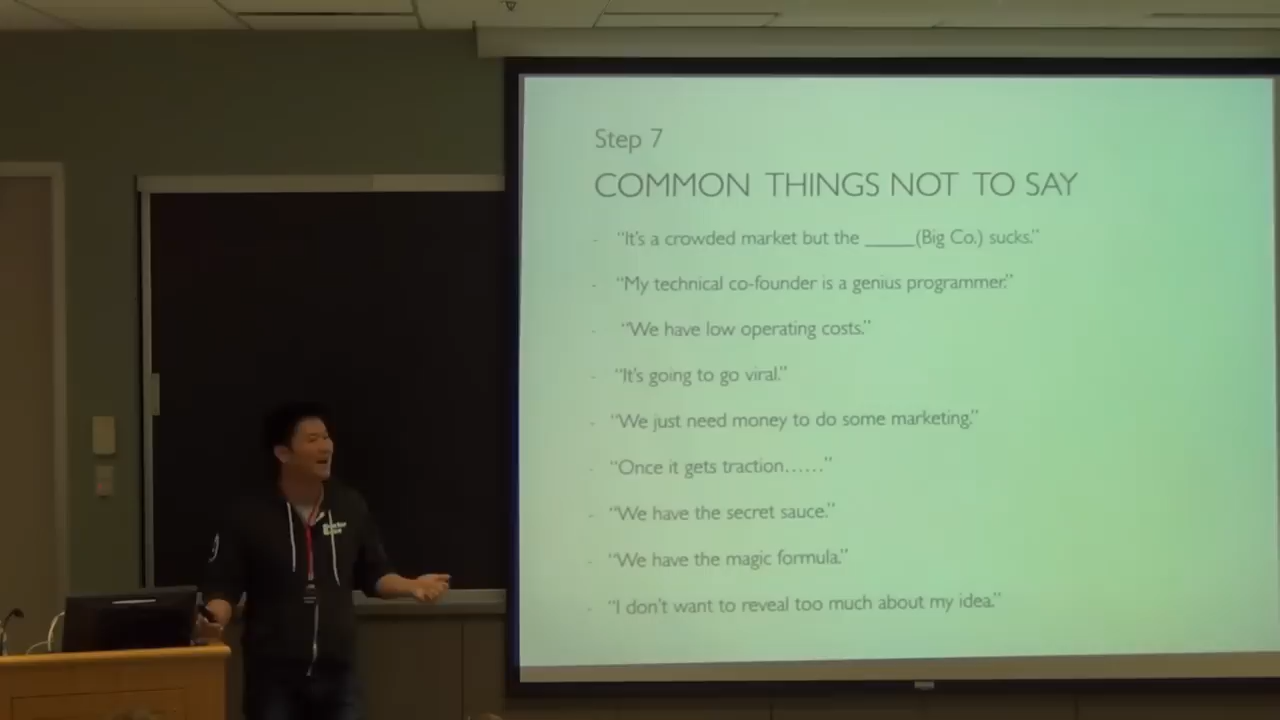 Step 7
COMMON THINGS NOT TO SAY
- "It's a crowded market but the _____(Big Co.) sucks."
- "My technical co-founder is a genius programmer."
- "We have low operating costs."
- "It's going to go viral."
- "We just need money to do some marketing."
- "Once it gets traction......"
- "We have the secret sauce."
- "We have the magic formula."
- "I don't want to reveal too much about my idea."